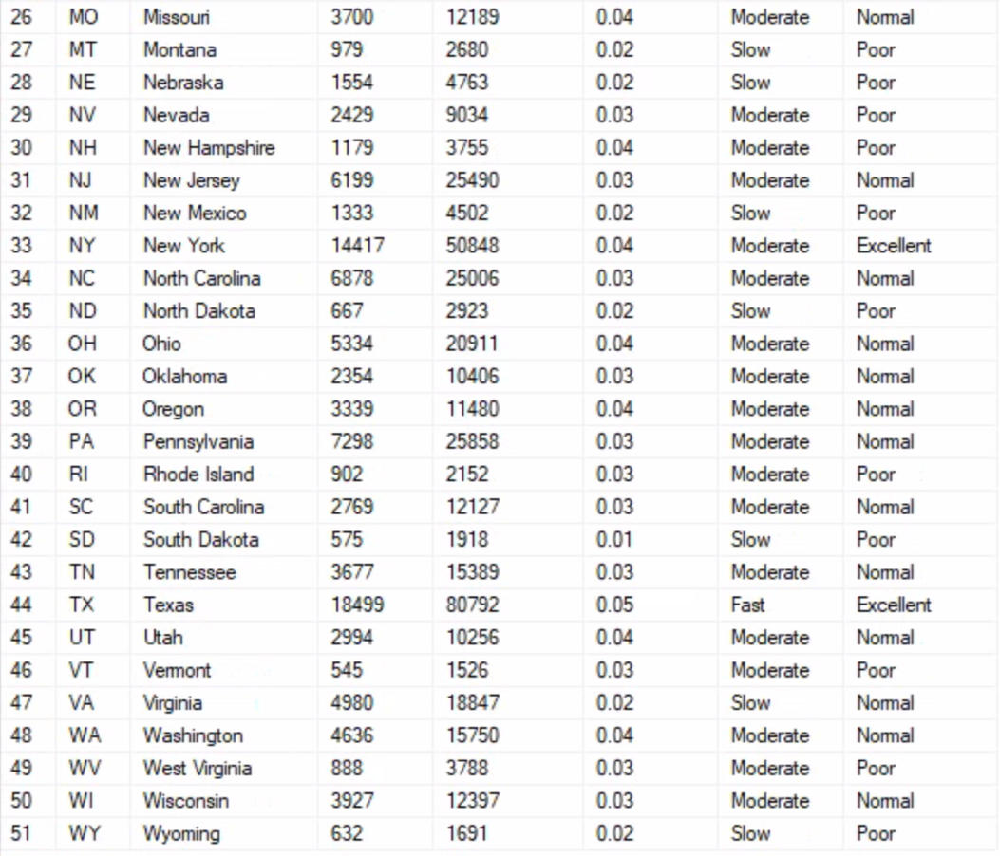 26 MO Missouri 3700 12189 0.04 Moderate Normal
27 MT Montana 979 2680 0.02 Slow Poor
28 NE Nebraska 1554 4763 0.02 Slow Poor
29 NV Nevada 2429 9034 0.03 Moderate Poor
30 NH New Hampshire 1179 3755 0.04 Moderate Poor
31 NJ New Jersey 6199 25490 0.03 Moderate Normal
32 NM New Mexico 1333 4502 0.02 Slow Poor
33 NY New York 14417 50848 0.04 Moderate Excellent
34 NC North Carolina 6878 25006 0.03 Moderate Normal
35 ND North Dakota 667 2923 0.02 Slow Poor
36 OH Ohio 5334 20911 0.04 Moderate Normal
37 OK Oklahoma 2354 10406 0.03 Moderate Normal
38 OR Oregon 3339 11480 0.04 Moderate Normal
39 PA Pennsylvania 7298 25858 0.03 Moderate Normal
40 RI Rhode Island 902 2152 0.03 Moderate Poor
41 SC South Carolina 2769 12127 0.03 Moderate Normal
42 SD South Dakota 575 1918 0.01 Slow Poor
43 TN Tennessee 3677 15389 0.03 Moderate Normal
44 TX Texas 18499 80792 0.05 Fast Excellent
45 UT Utah 2994 10256 0.04 Moderate Normal
46 VT Vermont 545 1526 0.03 Moderate Poor
47 VA Virginia 4980 18847 0.02 Slow Normal
48 WA Washington 4636 15750 0.04 Moderate Normal
49 WV West Virginia 888 3788 0.03 Moderate Poor
50 WI Wisconsin 3927 12397 0.03 Moderate Normal
51 WY Wyoming 632 1691 0.02 Slow Poor